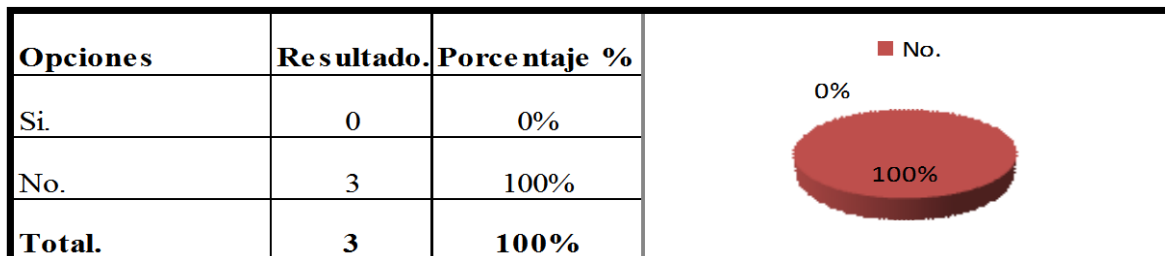 Opciones Resultado. Porcentaje %
Si. 0 0%
No. 3 100%
Total. 3 100%
No.
0%
100%